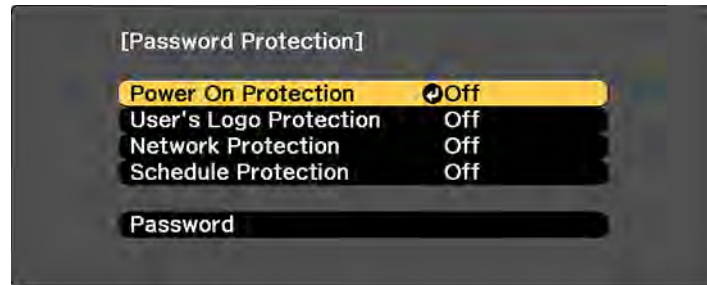 [Password Protection]
Power On Protection Off
User's Logo Protection Off
Network Protection Off
Schedule Protection Off
Password